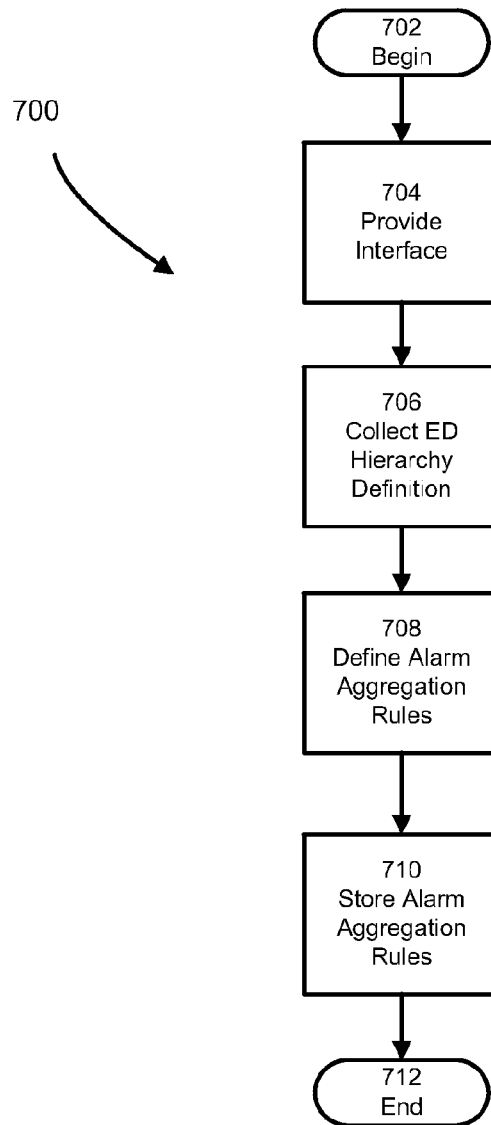 702
Begin
700
704
Provide
Interface
706
Collect ED
Hierarchy
Definition
708
Define Alarm
Aggregation
Rules
710
Store Alarm
Aggregation
Rules
712
End